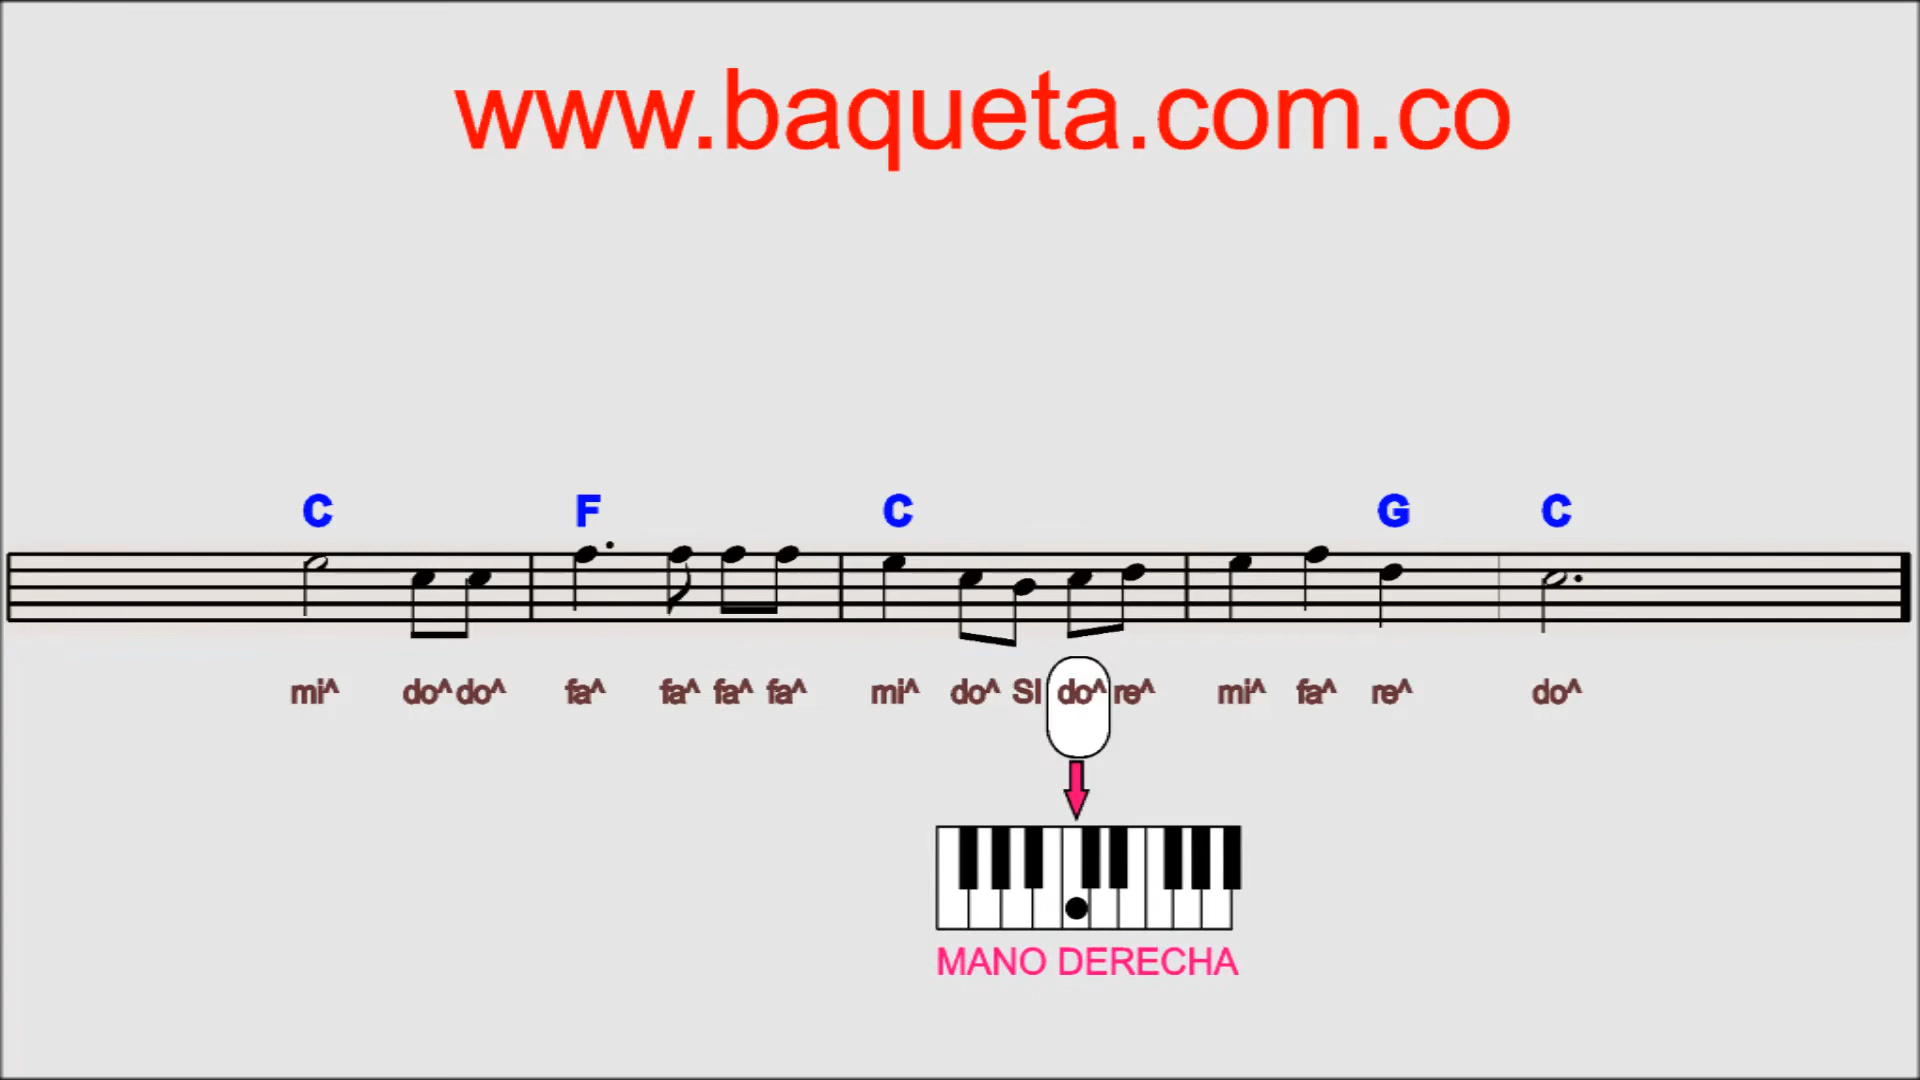 www.baqueta.com.co
C F C G C
mi^ do^ do^ fa^ fa^ fa^ fa^ mi^ do^ SI do^ re^ mi^ fa^ re^ do^
MANO DERECHA